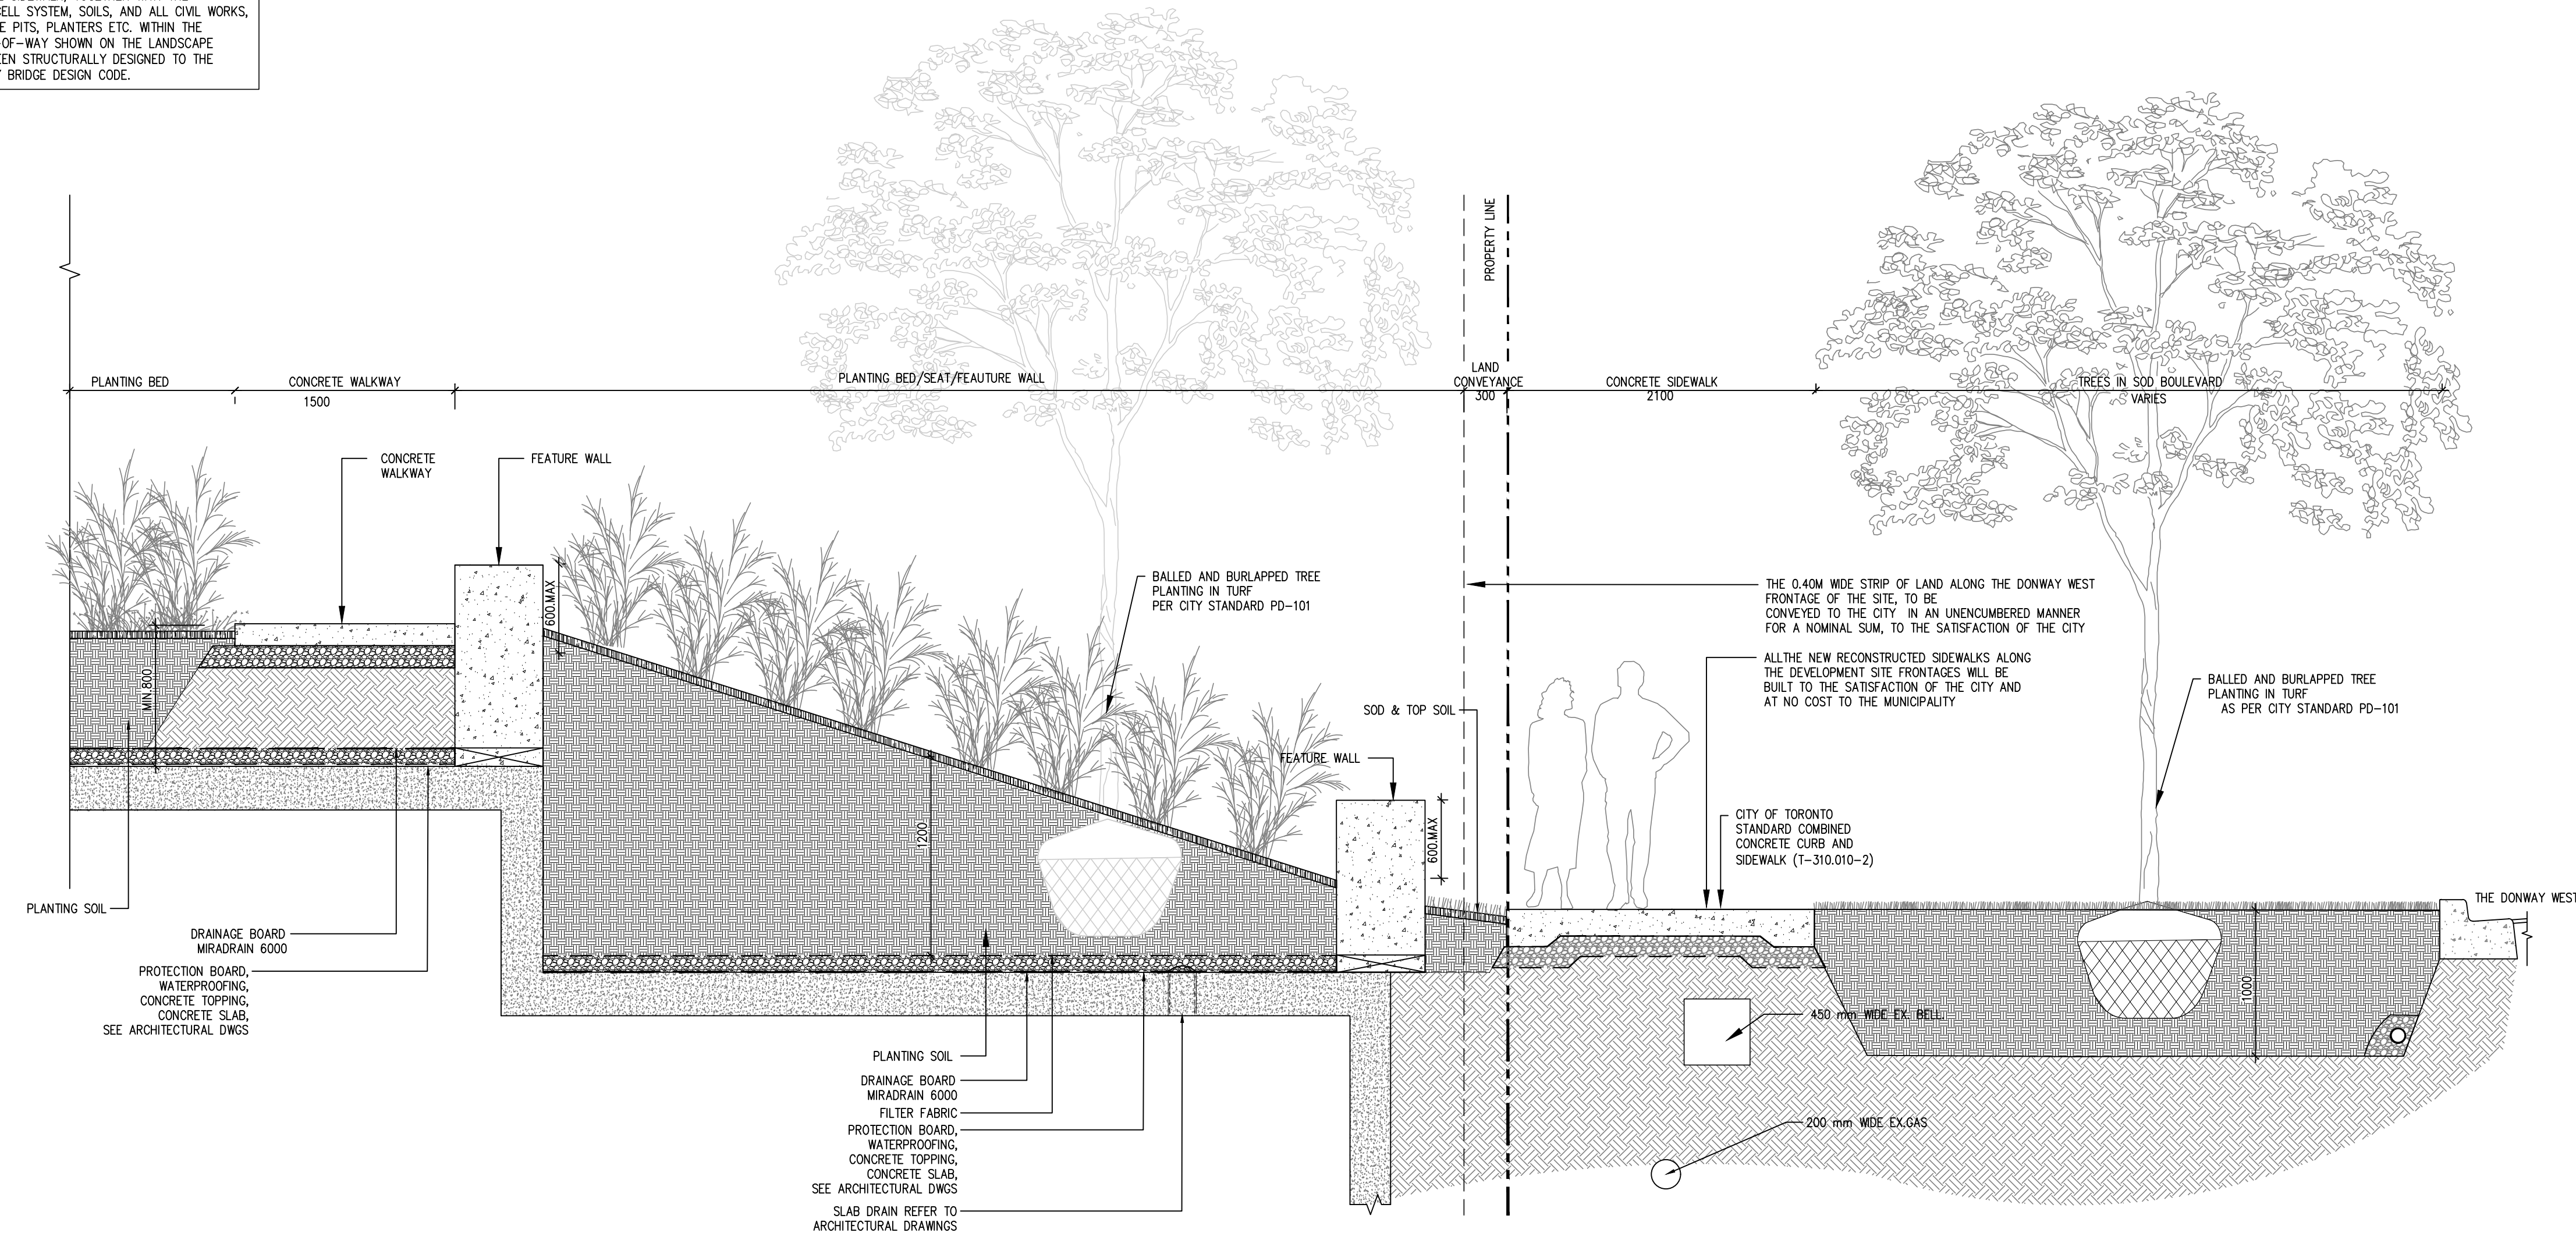 CELL SYSTEM, SOILS, AND ALL CIVIL WORKS,
E PITS, PLANTERS ETC. WITHIN THE
-OF-WAY SHOWN ON THE LANDSCAPE
EEN STRUCTURALLY DESIGNED TO THE
Y BRIDGE DESIGN CODE.
PROPERTY LINE
PLANTING BED
CONCRETE WALKWAY
1500
PLANTING BED/SEAT/FEAUTURE WALL
LAND
CONVEYANCE
300
CONCRETE SIDEWALK
2100
TREES IN SOD BOULEVARD
VARIES
CONCRETE
WALKWAY
FEATURE WALL
600.MAX
BALLED AND BURLAPPED TREE
PLANTING IN TURF
PER CITY STANDARD PD-101
THE 0.40M WIDE STRIP OF LAND ALONG THE DONWAY WEST
FRONTAGE OF THE SITE, TO BE
CONVEYED TO THE CITY IN AN UNENCUMBERED MANNER
FOR A NOMINAL SUM, TO THE SATISFACTION OF THE CITY
ALLTHE NEW RECONSTRUCTED SIDEWALKS ALONG
THE DEVELOPMENT SITE FRONTAGES WILL BE
BUILT TO THE SATISFACTION OF THE CITY AND
AT NO COST TO THE MUNICIPALITY
BALLED AND BURLAPPED TREE
PLANTING IN TURF
AS PER CITY STANDARD PD-101
MIN.800
SOD & TOP SOIL
FEATURE WALL
600.MAX
1200
CITY OF TORONTO
STANDARD COMBINED
CONCRETE CURB AND
SIDEWALK (T-310.010-2)
THE DONWAY WEST
PLANTING SOIL
DRAINAGE BOARD
MIRADRAIN 6000
PROTECTION BOARD,
WATERPROOFING,
CONCRETE TOPPING,
CONCRETE SLAB,
SEE ARCHITECTURAL DWGS
1000
450 mm WIDE EX. BELL.
PLANTING SOIL
DRAINAGE BOARD
MIRADRAIN 6000
FILTER FABRIC
PROTECTION BOARD,
WATERPROOFING,
CONCRETE TOPPING,
CONCRETE SLAB,
SEE ARCHITECTURAL DWGS
SLAB DRAIN REFER TO
ARCHITECTURAL DRAWINGS
200 mm WIDE EX.GAS